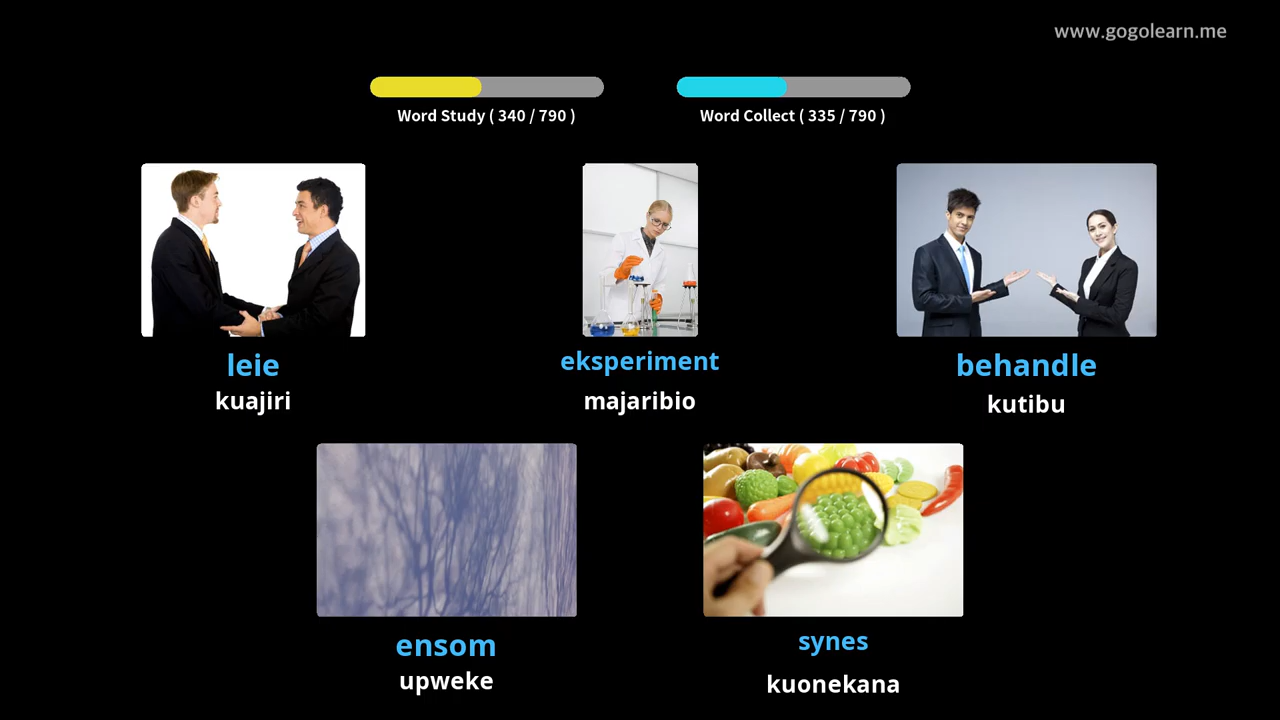 www.gogolearn.me
Word Study ( 340 / 790 )
Word Collect ( 335 / 790 )
leie
kuajiri
eksperiment
majaribio
behandle
kutibu
ensom
upweke
synes
kuonekana